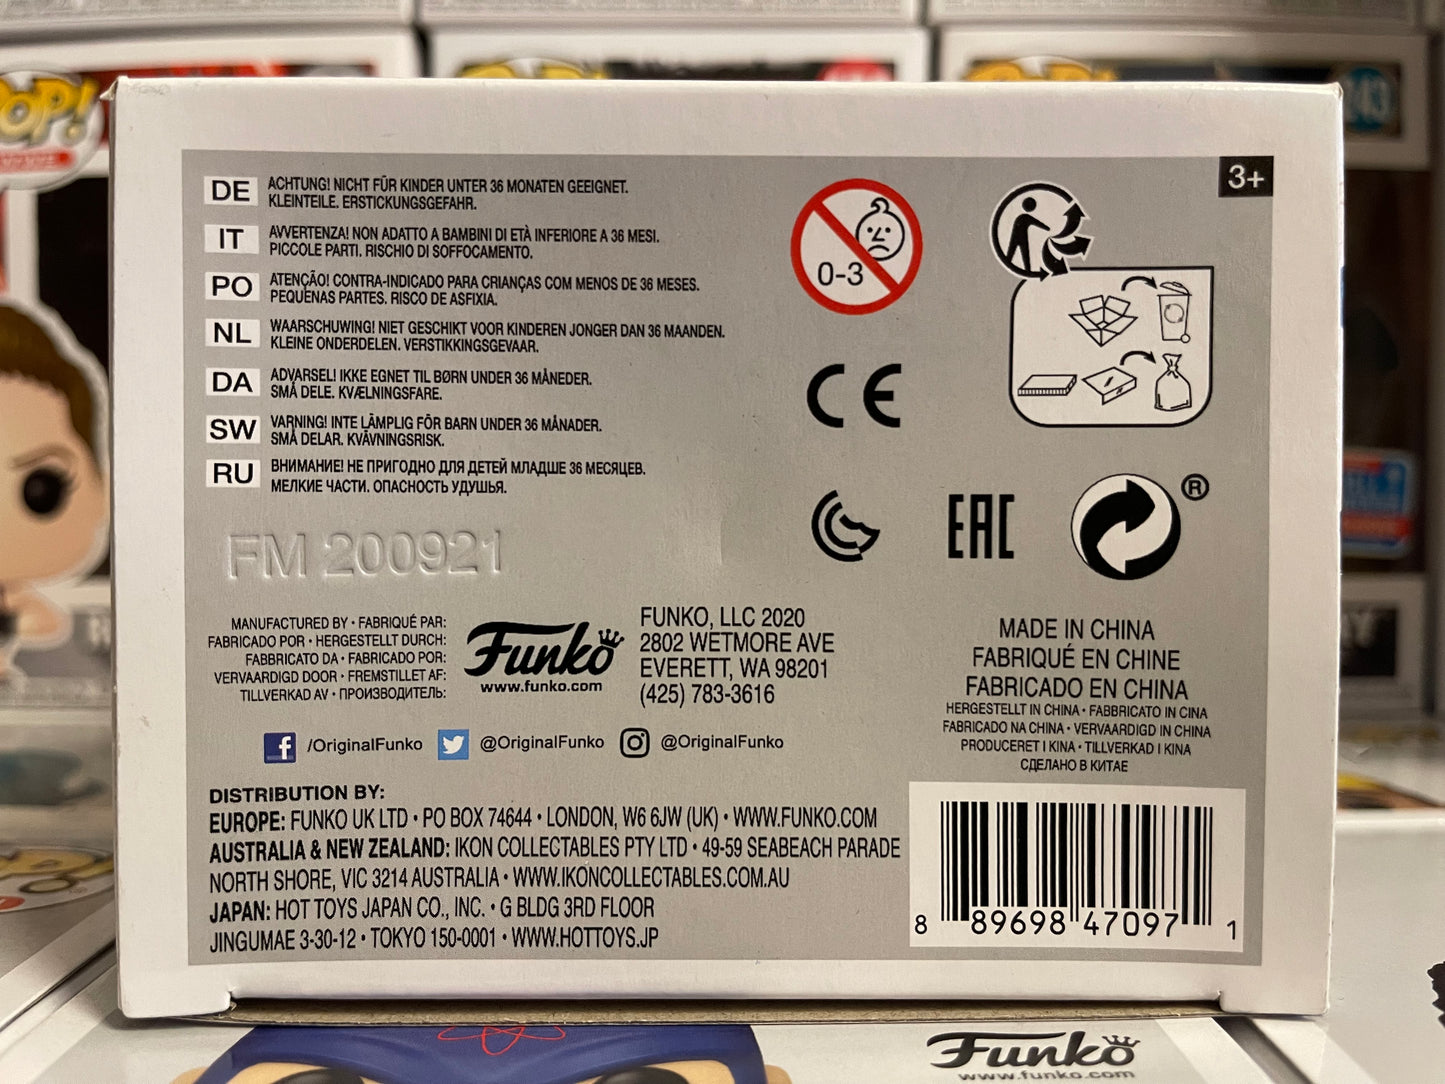 POP!
3+
DE ACHTUNG! NICHT FÜR KINDER UNTER 36 MONATEN GEEIGNET.
KLEINTEILE. ERSTICKUNGSGEFAHR.
IT AVVERTENZA! NON ADATTO A BAMBINI DI ETÀ INFERIORE A 36 MESI.
PICCOLE PARTI. RISCHIO DI SOFFOCAMENTO.
PO ATENÇÃO! CONTRA-INDICADO PARA CRIANÇAS COM MENOS DE 36 MESES.
PEQUENAS PARTES. RISCO DE ASFIXIA.
NL WAARSCHUWING! NIET GESCHIKT VOOR KINDEREN JONGER DAN 36 MAANDEN.
KLEINE ONDERDELEN. VERSTIKKINGSGEVAAR.
DA ADVARSEL! IKKE EGNET TIL BØRN UNDER 36 MÅNEDER.
SMÅ DELE. KVÆLNINGSFARE.
SW VARNING! INTE LÄMPLIG FÖR BARN UNDER 36 MÅNADER.
SMÅ DELAR. KVÄVNINGSRISK.
RU ВНИМАНИЕ! НЕ ПРИГОДНО ДЛЯ ДЕТЕЙ МЛАДШЕ 36 МЕСЯЦЕВ.
МЕЛКИЕ ЧАСТИ. ОПАСНОСТЬ УДУШЬЯ.
0-3
CE
EAC
®
FM 200921
MANUFACTURED BY • FABRIQUÉ PAR:
FABRICADO POR • HERGESTELLT DURCH:
FABBRICATO DA • FABRICADO POR:
VERVAARDIGD DOOR • FREMSTILLET AF:
TILLVERKAD AV • ПРОИЗВОДИТЕЛЬ:
Funko
www.funko.com
FUNKO, LLC 2020
2802 WETMORE AVE
EVERETT, WA 98201
(425) 783-3616
MADE IN CHINA
FABRIQUÉ EN CHINE
FABRICADO EN CHINA
HERGESTELLT IN CHINA • FABBRICATO IN CINA
FABRICADO NA CHINA • VERVAARDIGD IN CHINA
PRODUCERET I KINA • TILLVERKAD I KINA
СДЕЛАНО В КИТАЕ
f /OriginalFunko @OriginalFunko @OriginalFunko
DISTRIBUTION BY:
EUROPE: FUNKO UK LTD • PO BOX 74644 • LONDON, W6 6JW (UK) • WWW.FUNKO.COM
AUSTRALIA & NEW ZEALAND: IKON COLLECTABLES PTY LTD • 49-59 SEABEACH PARADE
NORTH SHORE, VIC 3214 AUSTRALIA • WWW.IKONCOLLECTABLES.COM.AU
JAPAN: HOT TOYS JAPAN CO., INC. • G BLDG 3RD FLOOR
JINGUMAE 3-30-12 • TOKYO 150-0001 • WWW.HOTTOYS.JP
8 89698 47097 1
Funko
www.funko.com